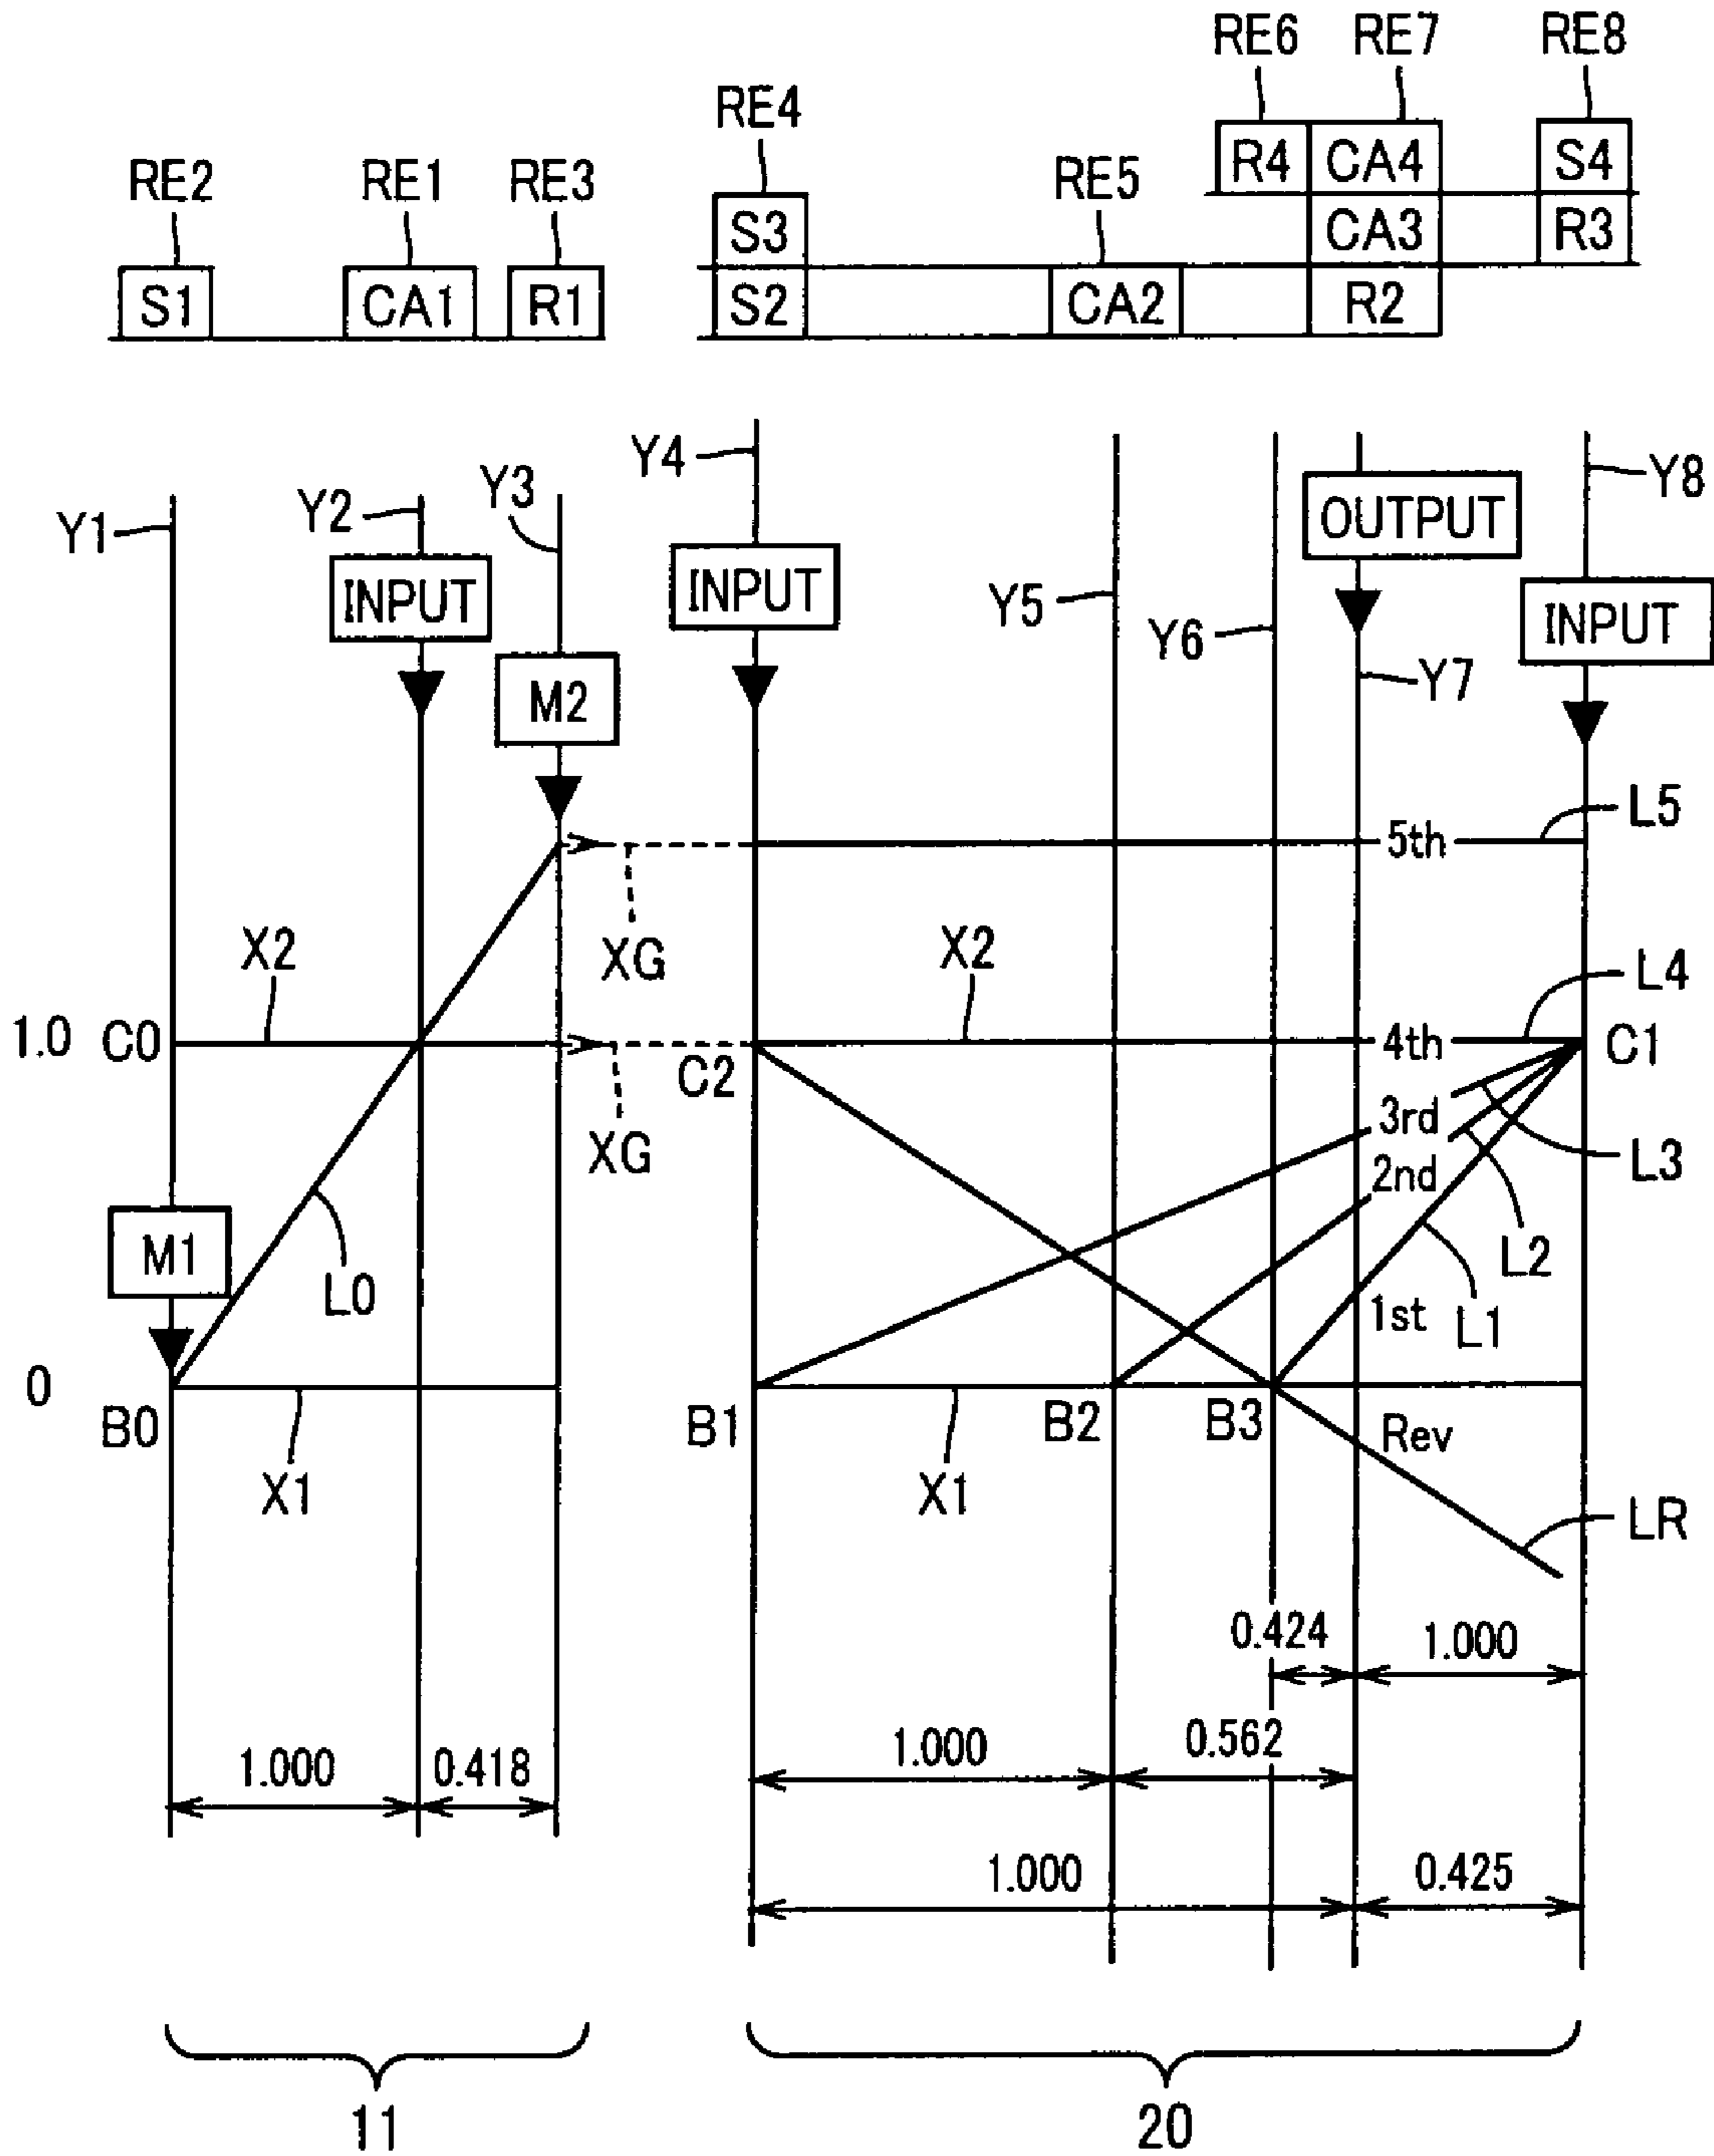 RE6 RE7 RE8
RE4
R4 CA4 S4
RE2 RE1 RE3 RE5
S3 CA3 R3
S1 CA1 R1 S2 CA2 R2
Y4 Y8
Y3
Y2 OUTPUT
Y1
INPUT INPUT Y5 INPUT
Y6
Y7
M2
L5
5th
X2 XG X2 L4
1.0 C0 4th C1
C2
3rd
XG L3
2nd
M1 L2
L0 1st L1
0
B0 B1 B2 B3 Rev
X1 X1
LR
0.424 1.000
1.000 0.562
1.000 0.418
1.000 0.425
11 20